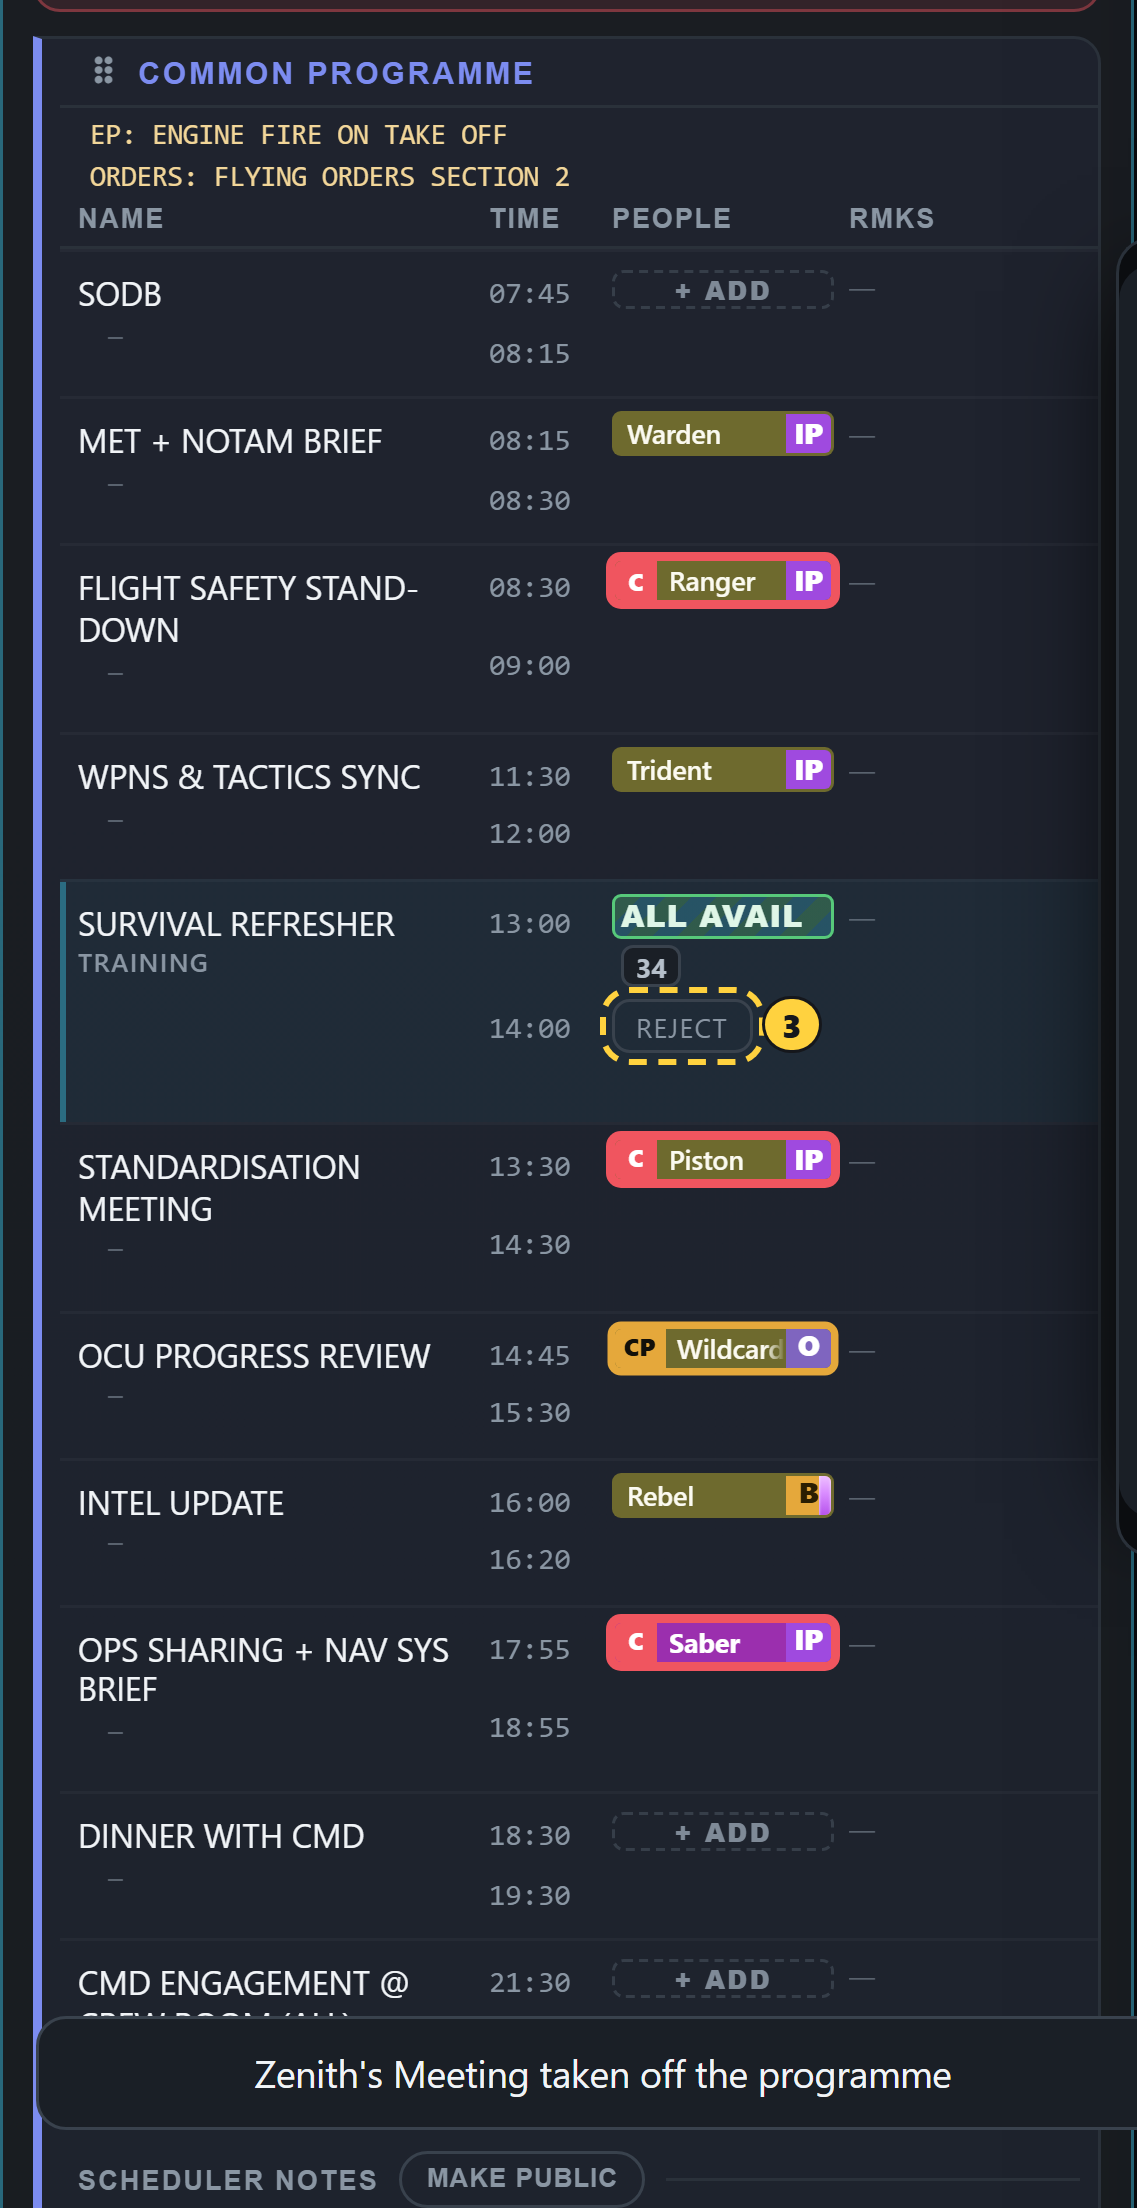 COMMON PROGRAMME
EP: ENGINE FIRE ON TAKE OFF
ORDERS: FLYING ORDERS SECTION 2
NAME TIME PEOPLE RMKS
SODB 07:45 + ADD —
– 08:15
MET + NOTAM BRIEF 08:15 Warden IP —
– 08:30
FLIGHT SAFETY STAND- 08:30 C Ranger IP —
DOWN
– 09:00
WPNS & TACTICS SYNC 11:30 Trident IP —
– 12:00
SURVIVAL REFRESHER 13:00 ALL AVAIL —
TRAINING 34
14:00 REJECT 3
STANDARDISATION 13:30 C Piston IP —
MEETING
– 14:30
OCU PROGRESS REVIEW 14:45 CP Wildcard O —
– 15:30
INTEL UPDATE 16:00 Rebel B —
– 16:20
OPS SHARING + NAV SYS 17:55 C Saber IP —
BRIEF
– 18:55
DINNER WITH CMD 18:30 + ADD —
– 19:30
CMD ENGAGEMENT @ 21:30 + ADD —
Zenith's Meeting taken off the programme
SCHEDULER NOTES MAKE PUBLIC